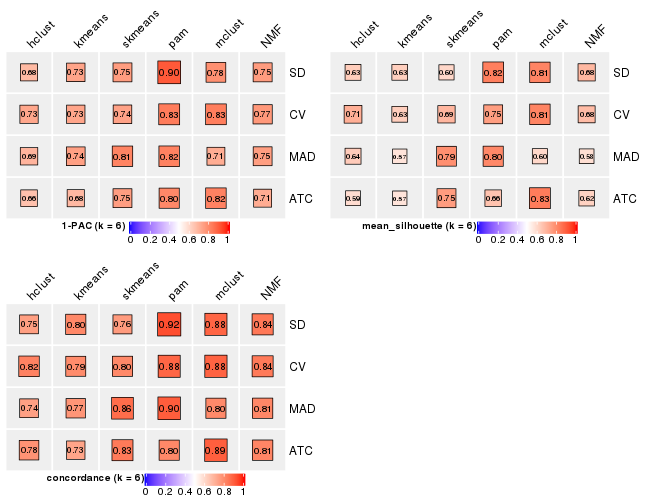 hclust kmeans skmeans pam mclust NMF
0.68 0.73 0.75 0.90 0.78 0.75 SD
0.73 0.73 0.74 0.83 0.83 0.77 CV
0.69 0.74 0.81 0.82 0.71 0.75 MAD
0.66 0.68 0.75 0.80 0.82 0.71 ATC
1-PAC (k = 6)
0 0.2 0.4 0.6 0.8 1
hclust kmeans skmeans pam mclust NMF
0.63 0.63 0.60 0.82 0.81 0.68 SD
0.71 0.63 0.69 0.75 0.81 0.68 CV
0.64 0.57 0.79 0.80 0.60 0.58 MAD
0.59 0.57 0.75 0.66 0.83 0.62 ATC
mean_silhouette (k = 6)
0 0.2 0.4 0.6 0.8 1
hclust kmeans skmeans pam mclust NMF
0.75 0.80 0.76 0.92 0.88 0.84 SD
0.82 0.79 0.80 0.88 0.88 0.84 CV
0.74 0.77 0.86 0.90 0.80 0.81 MAD
0.78 0.73 0.83 0.80 0.89 0.81 ATC
concordance (k = 6)
0 0.2 0.4 0.6 0.8 1